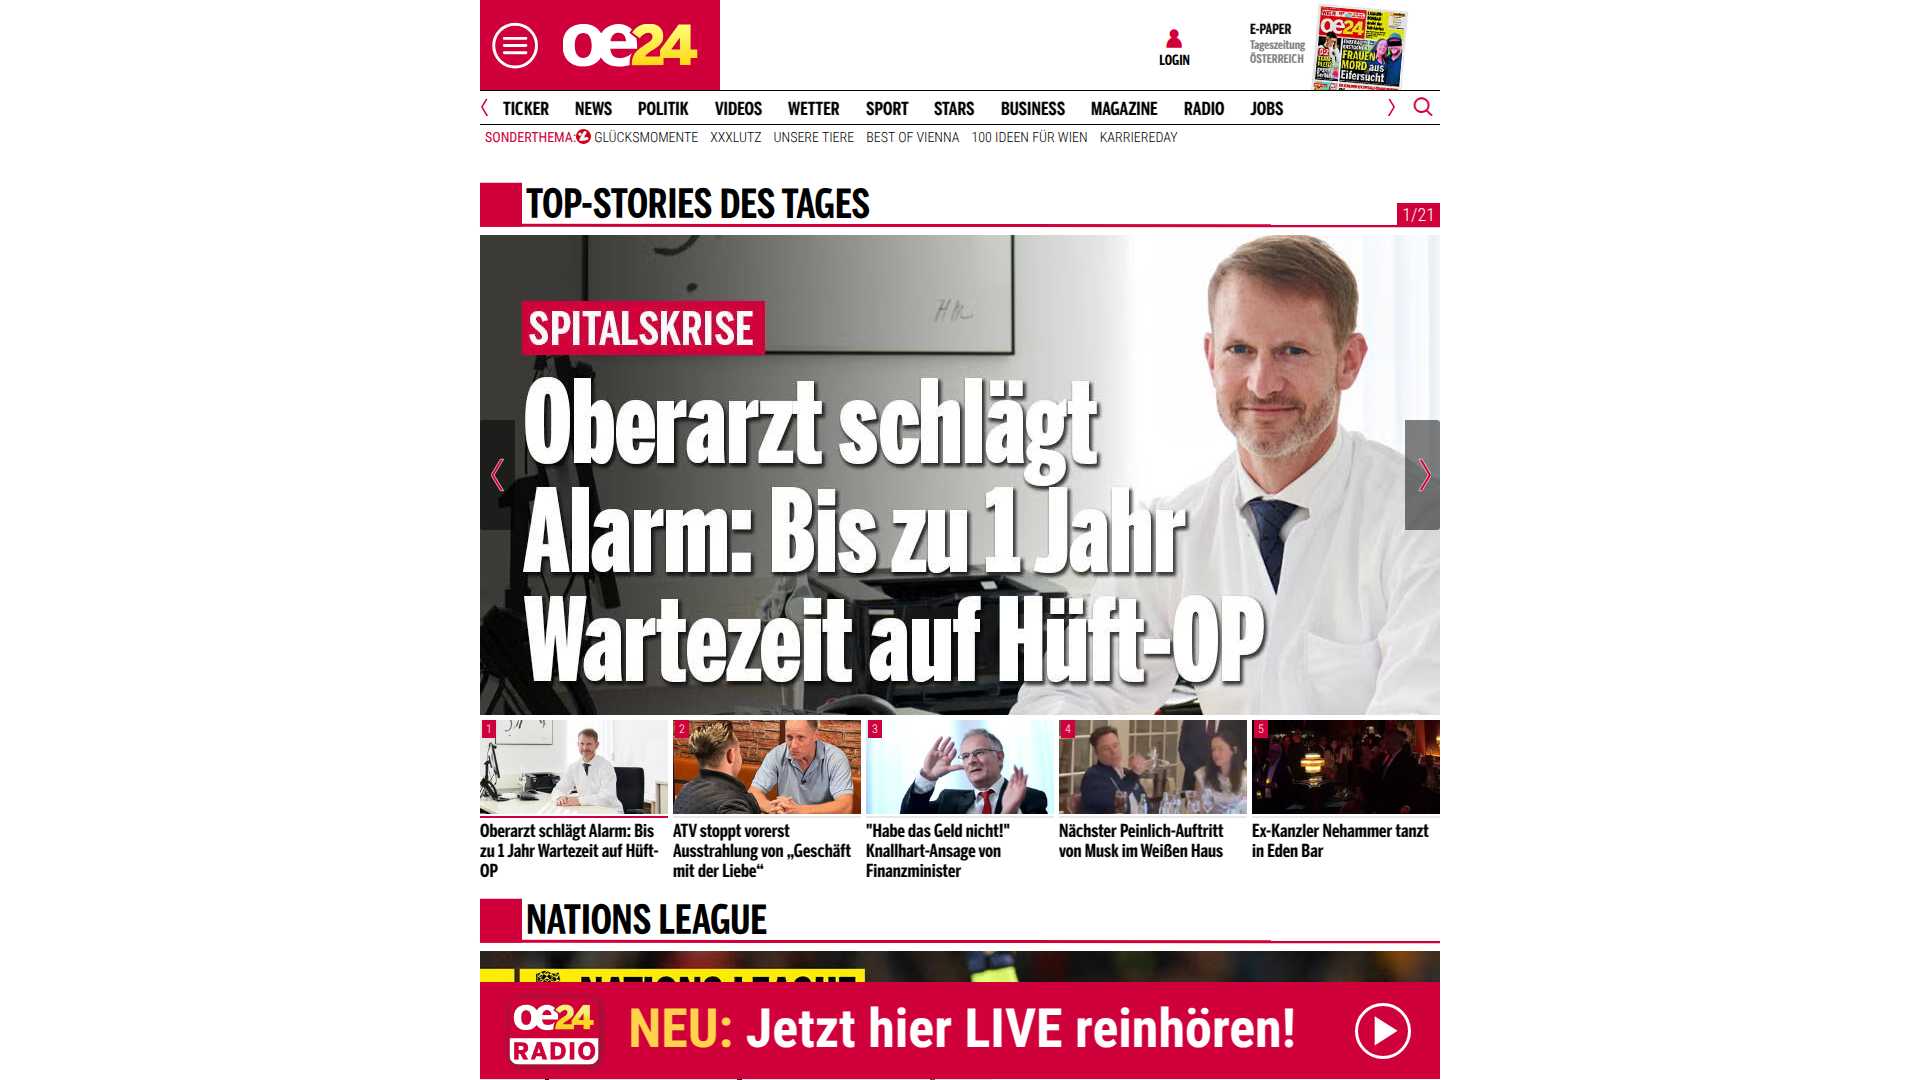 oe24
LOGIN
E-PAPER
Tageszeitung
ÖSTERREICH
oe24
FRAUEN
MORD aus
Eifersucht
TICKER NEWS POLITIK VIDEOS WETTER SPORT STARS BUSINESS MAGAZINE RADIO JOBS
SONDERTHEMA: GLÜCKSMOMENTE XXXLUTZ UNSERE TIERE BEST OF VIENNA 100 IDEEN FÜR WIEN KARRIEREDAY
TOP-STORIES DES TAGES
1/21
SPITALSKRISE
Oberarzt schlägt
Alarm: Bis zu 1 Jahr
Wartezeit auf Hüft-OP
1
2
3
4
5
Oberarzt schlägt Alarm: Bis
zu 1 Jahr Wartezeit auf Hüft-
OP
ATV stoppt vorerst
Ausstrahlung von „Geschäft
mit der Liebe“
"Habe das Geld nicht!"
Knallhart-Ansage von
Finanzminister
Nächster Peinlich-Auftritt
von Musk im Weißen Haus
Ex-Kanzler Nehammer tanzt
in Eden Bar
NATIONS LEAGUE
NATIONS LEAGUE
oe24
RADIO
NEU: Jetzt hier LIVE reinhören!